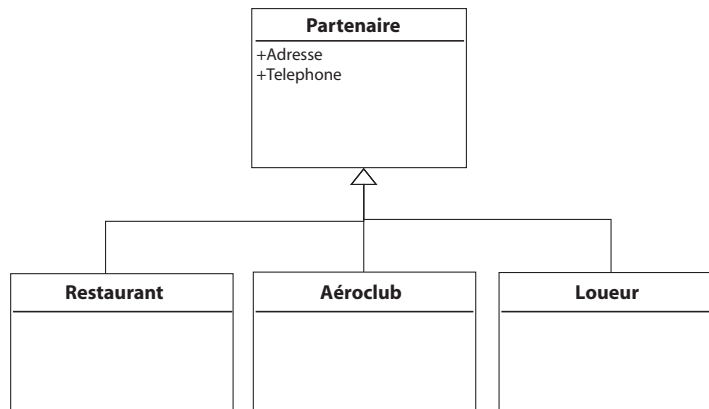 Partenaire
+Adresse
+Telephone
Restaurant
Aéroclub
Loueur